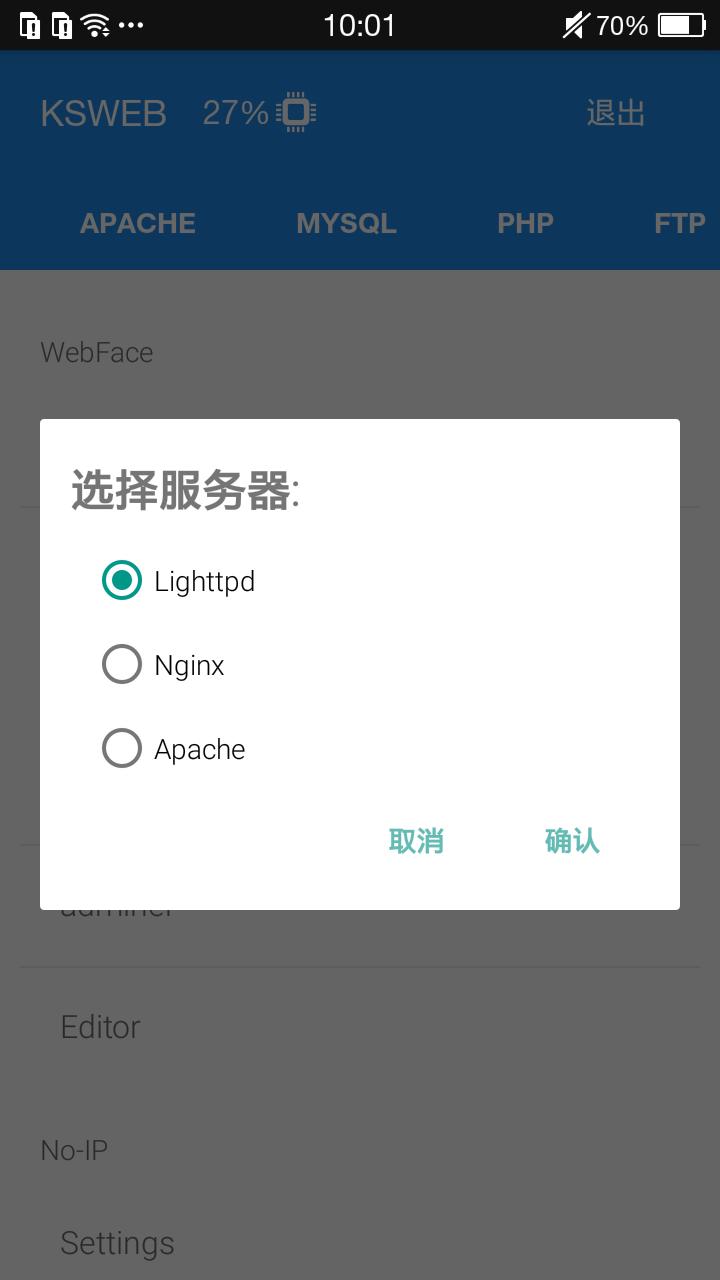 10:01 70%
KSWEB 27% 退出
APACHE MYSQL PHP FTP
WebFace
选择服务器:
Lighttpd
Nginx
Apache
取消 确认
adminer
Editor
No-IP
Settings